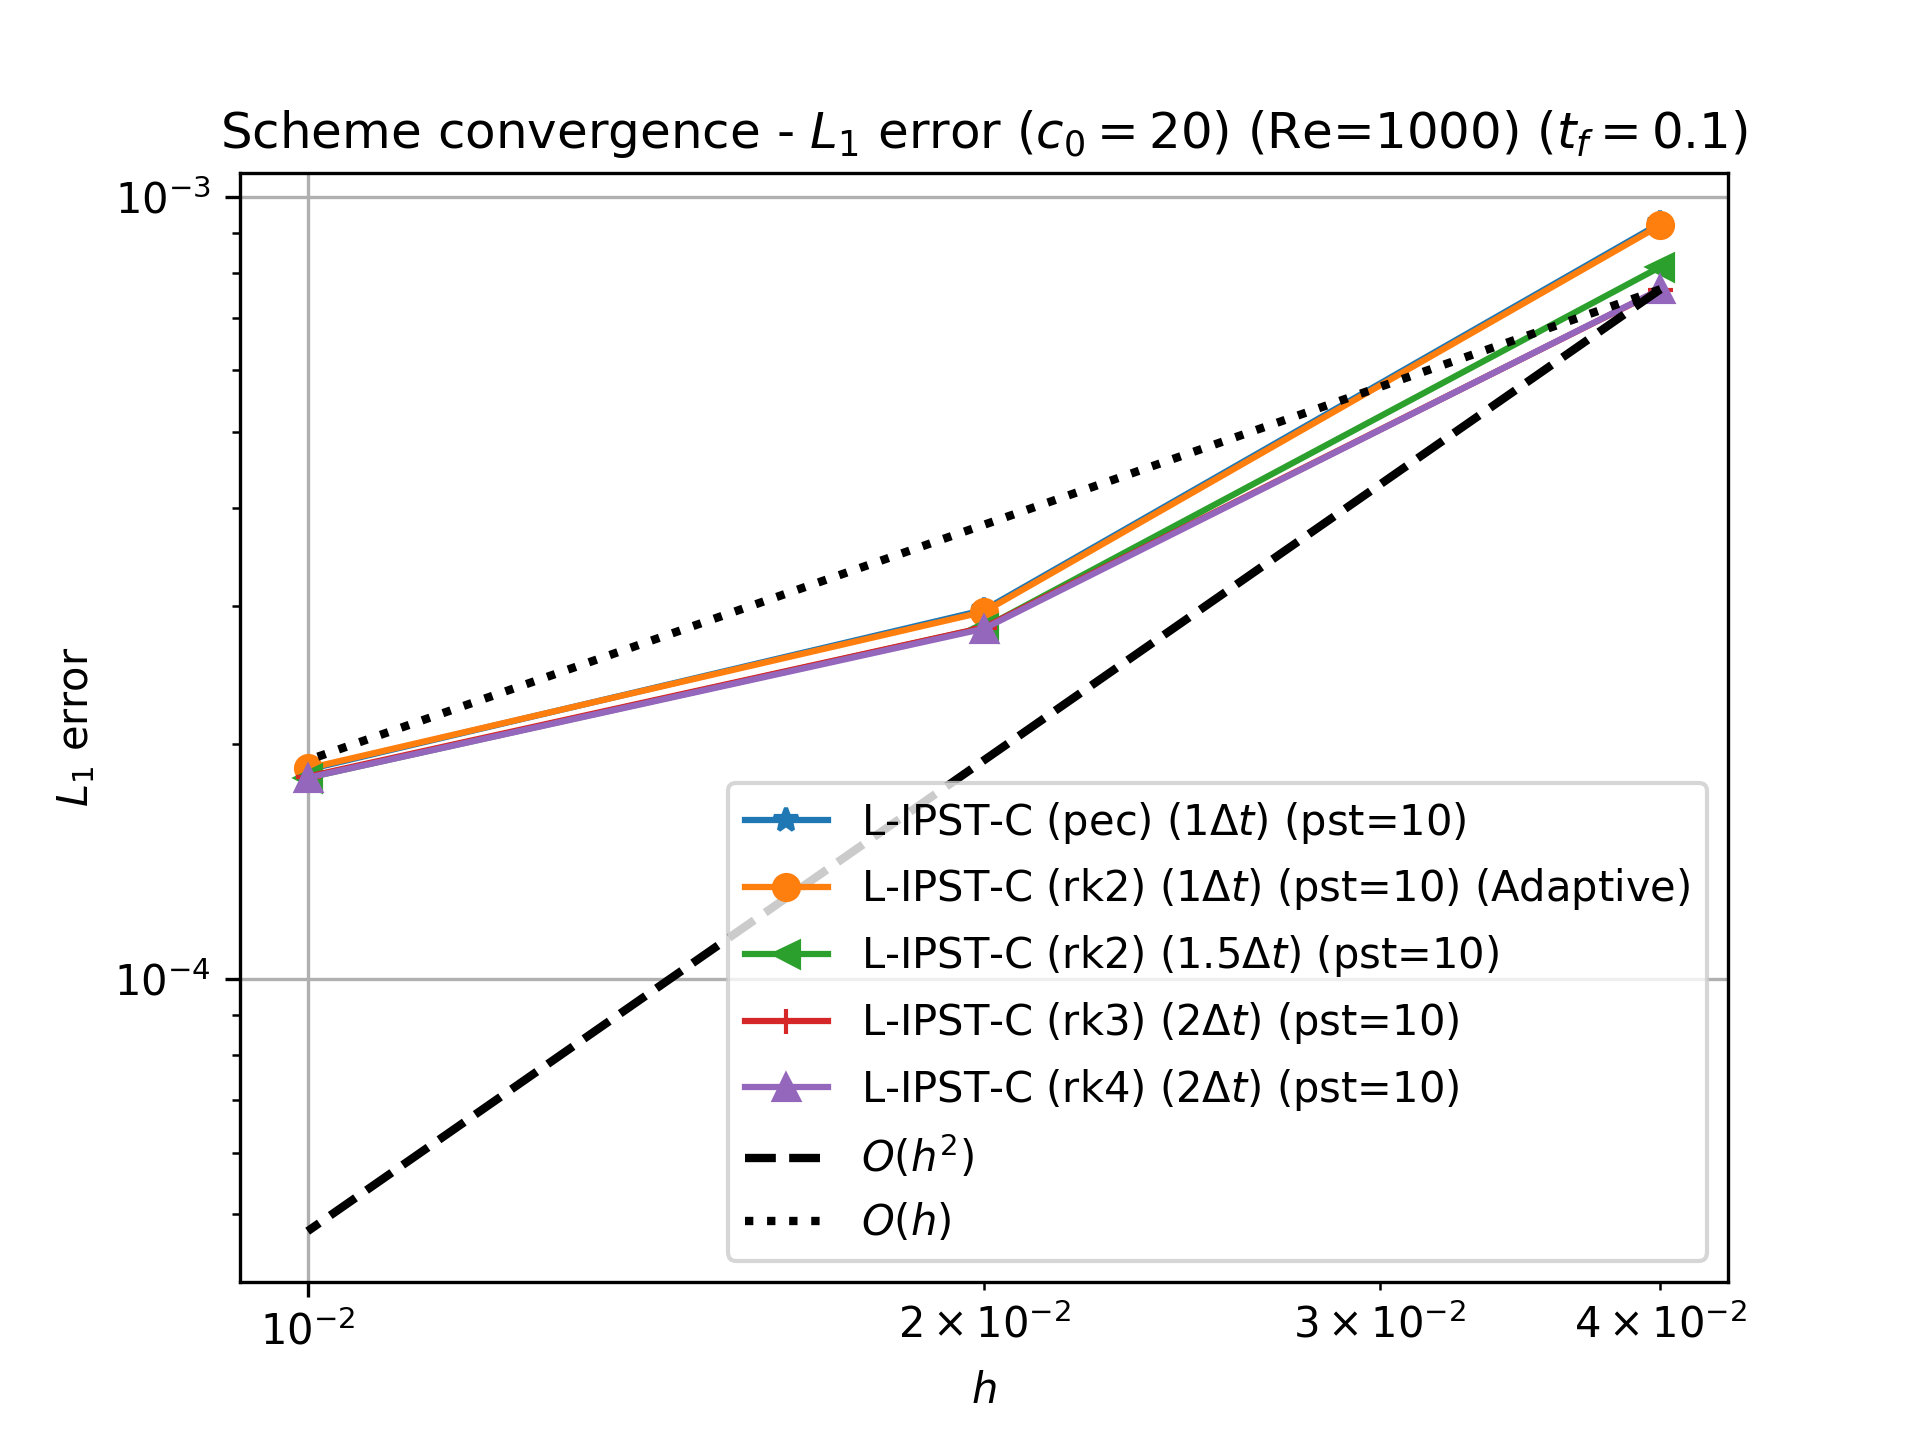 Scheme convergence - L₁ error (c₀ = 20) (Re=1000) (t_f = 0.1)
10⁻³
10⁻⁴
L₁ error
L-IPST-C (pec) (1Δt) (pst=10)
L-IPST-C (rk2) (1Δt) (pst=10) (Adaptive)
L-IPST-C (rk2) (1.5Δt) (pst=10)
L-IPST-C (rk3) (2Δt) (pst=10)
L-IPST-C (rk4) (2Δt) (pst=10)
O(h²)
O(h)
10⁻² 2 × 10⁻² 3 × 10⁻² 4 × 10⁻²
h